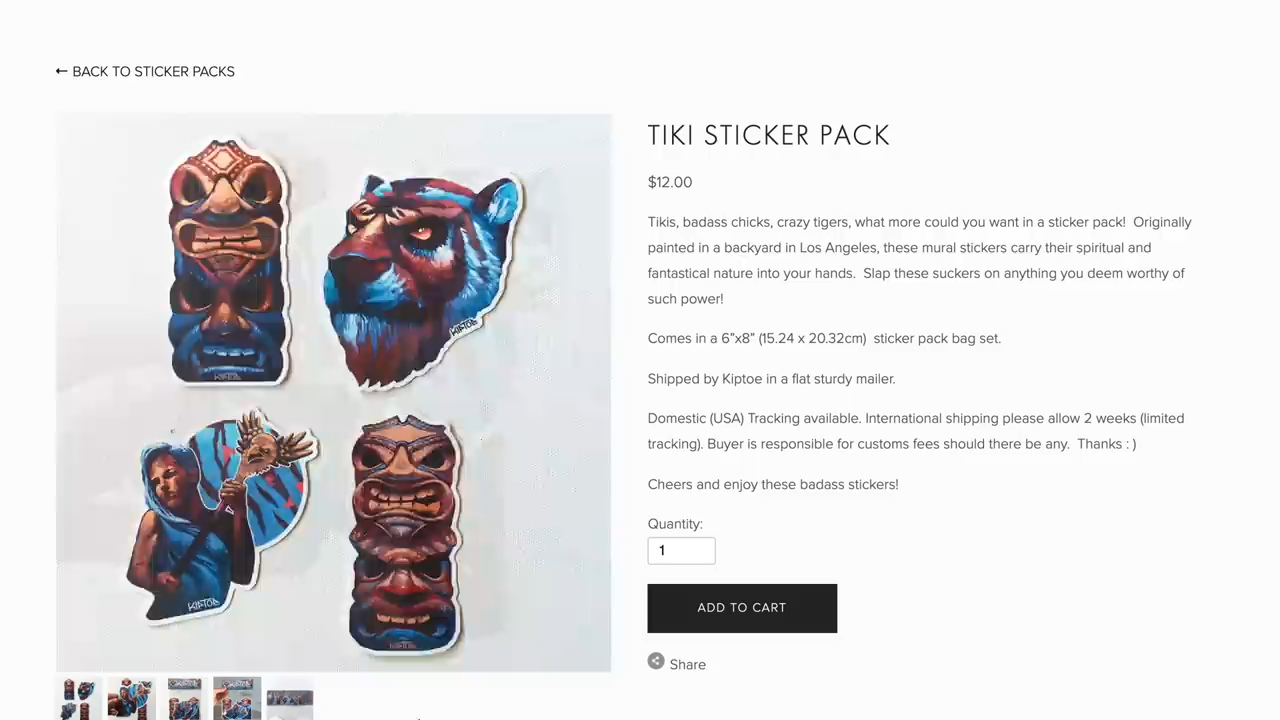 ← BACK TO STICKER PACKS
TIKI STICKER PACK
$12.00
Tikis, badass chicks, crazy tigers, what more could you want in a sticker pack!  Originally
painted in a backyard in Los Angeles, these mural stickers carry their spiritual and
fantastical nature into your hands.  Slap these suckers on anything you deem worthy of
such power!
Comes in a 6”x8” (15.24 x 20.32cm)  sticker pack bag set.
Shipped by Kiptoe in a flat sturdy mailer.
Domestic (USA) Tracking available. International shipping please allow 2 weeks (limited
tracking). Buyer is responsible for customs fees should there be any.  Thanks : )
Cheers and enjoy these badass stickers!
Quantity:
1
ADD TO CART
Share
KIPTOE
KIPTOE